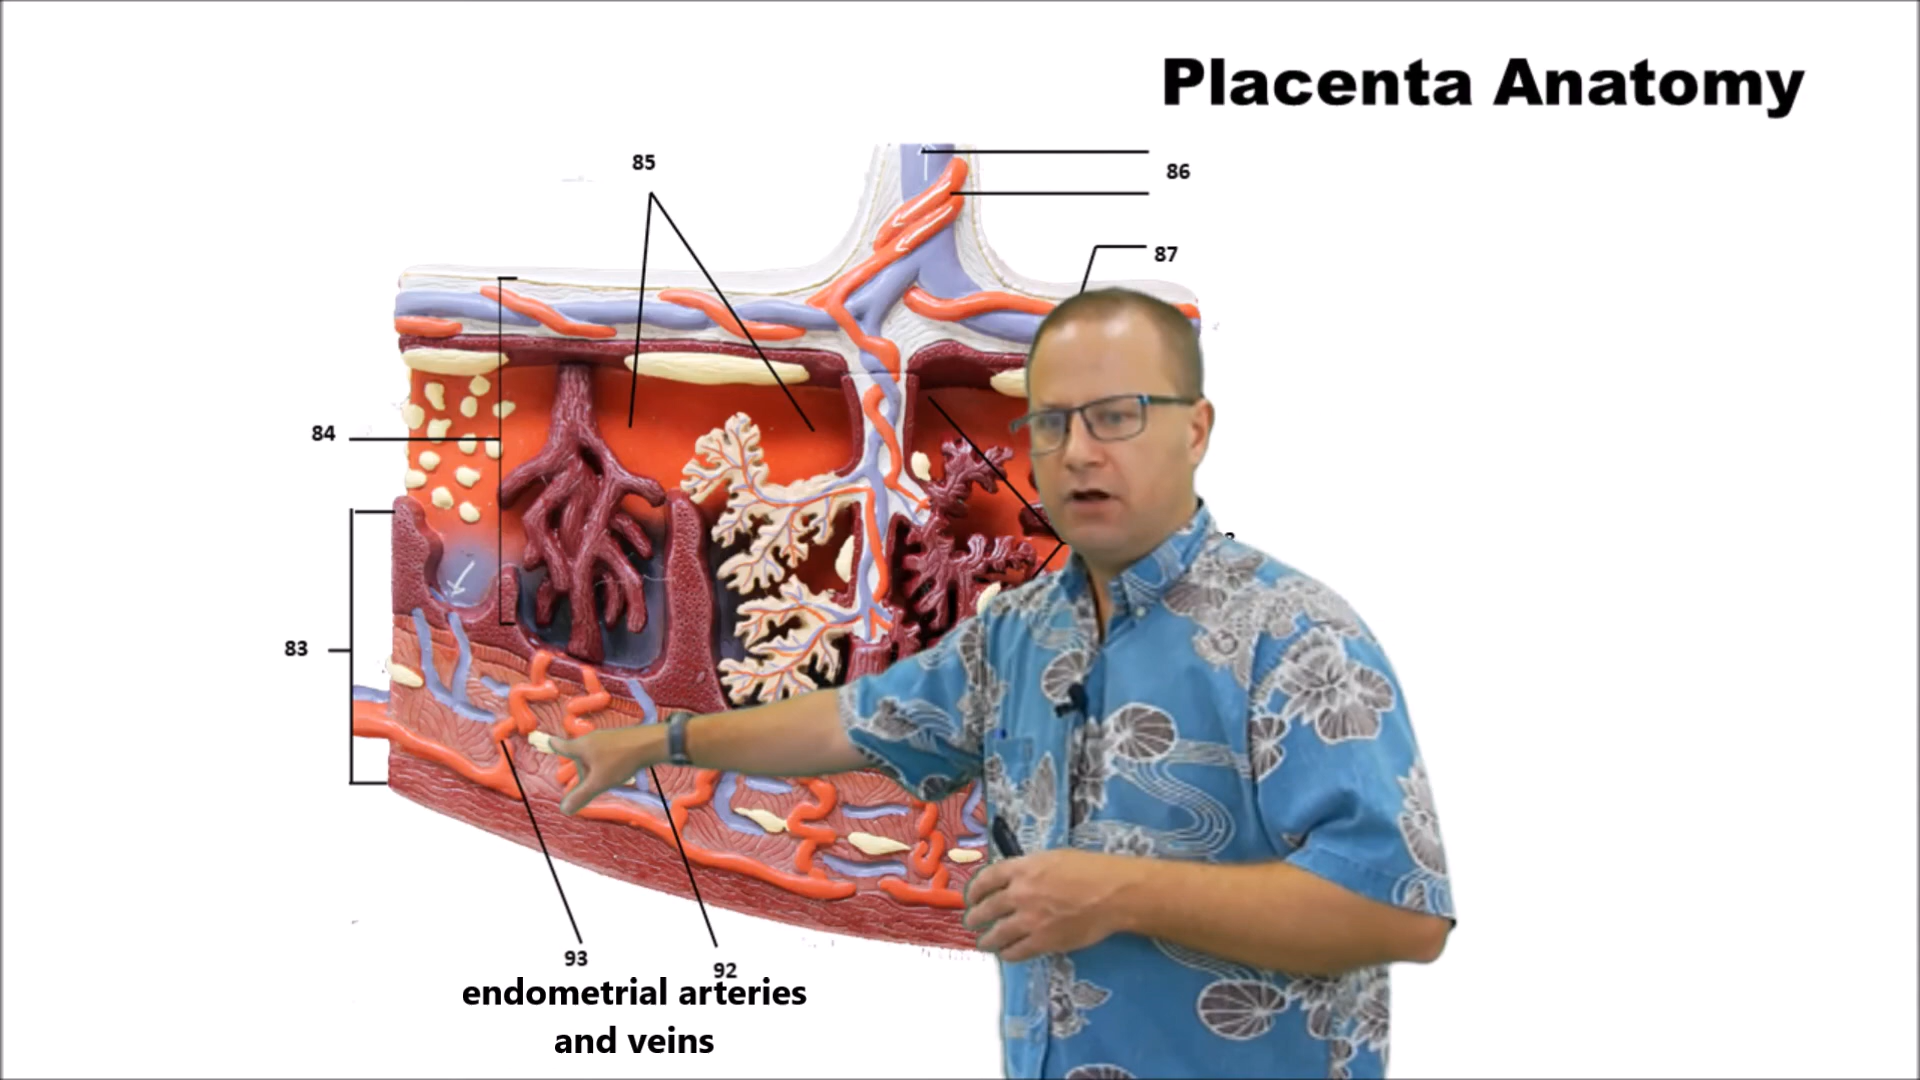 Placenta Anatomy
85
86
87
84
83
93
92
endometrial arteries
and veins